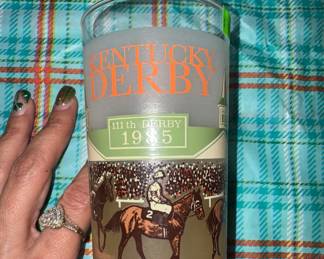 KENTUCKY
DERBY
111th DERBY
1985
2